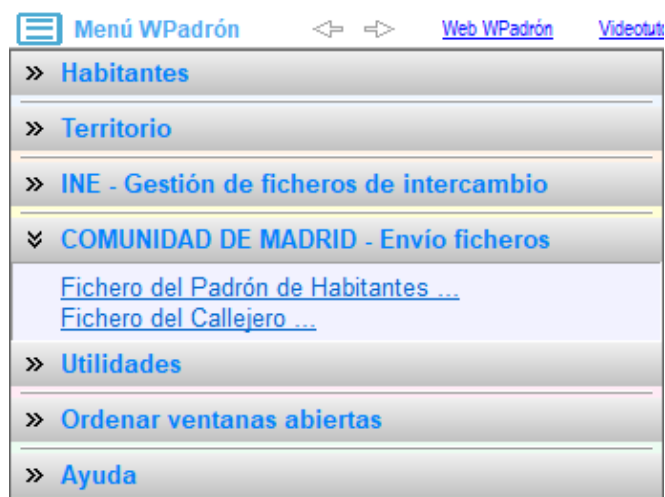 Menú WPadrón Web WPadrón
Habitantes
Territorio
INE - Gestión de ficheros de intercambio
COMUNIDAD DE MADRID - Envío ficheros
Fichero del Padrón de Habitantes ...
Fichero del Callejero ...
Utilidades
Ordenar ventanas abiertas
Ayuda